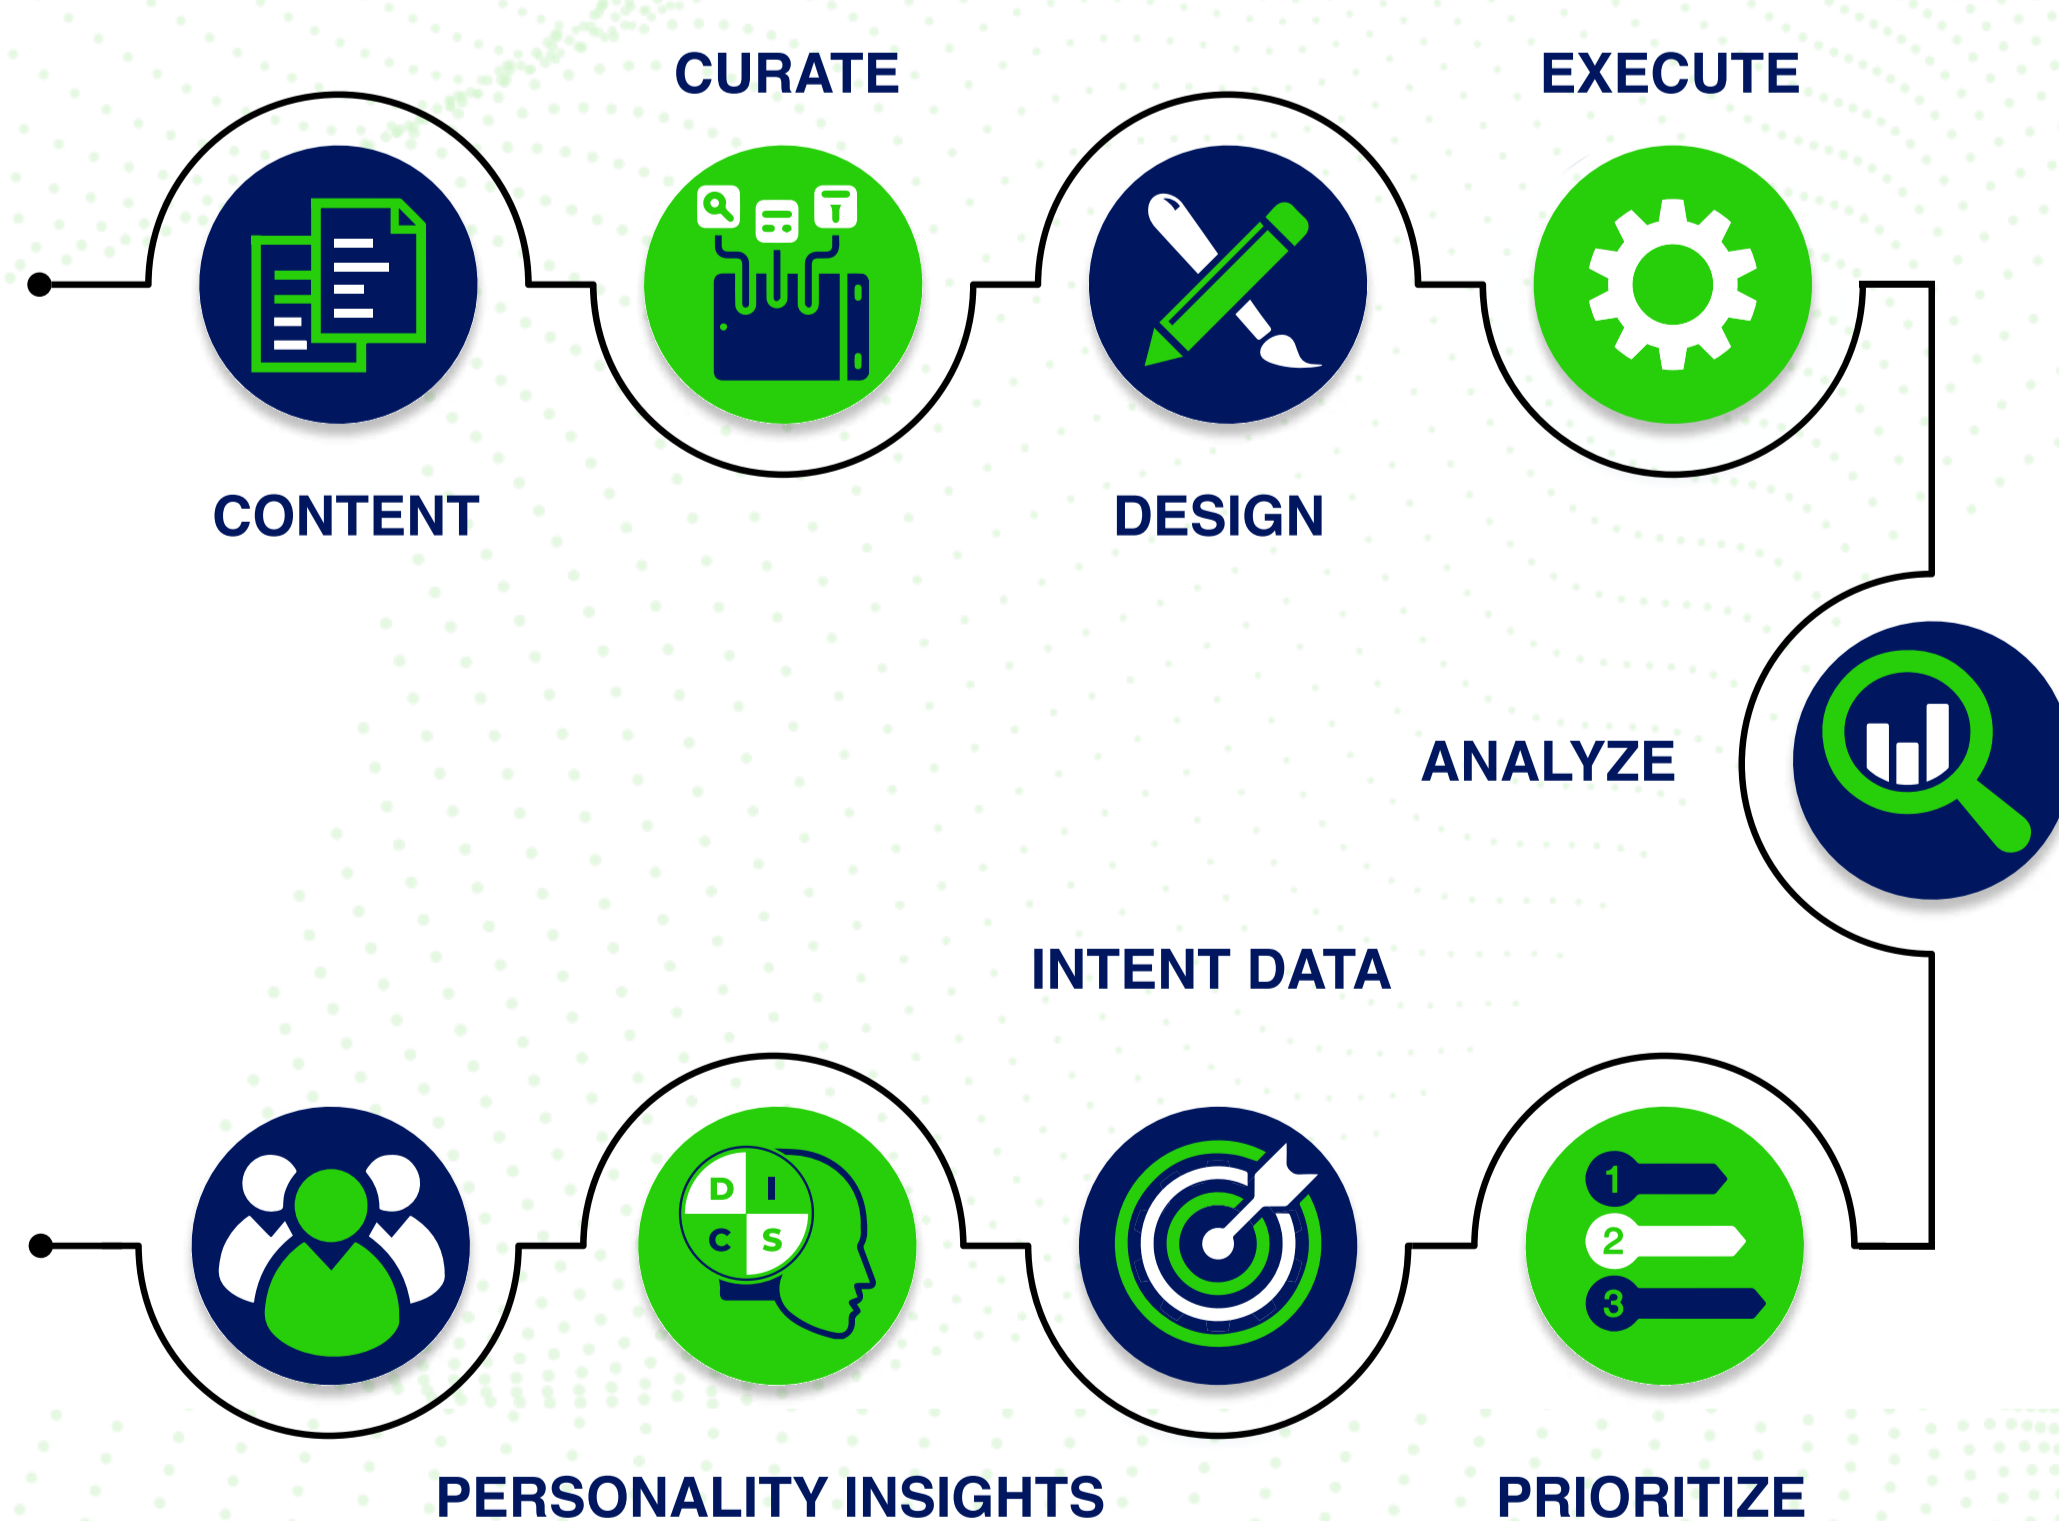 CURATE
EXECUTE
CONTENT
DESIGN
ANALYZE
INTENT DATA
D I
C S
1
2
3
PERSONALITY INSIGHTS
PRIORITIZE